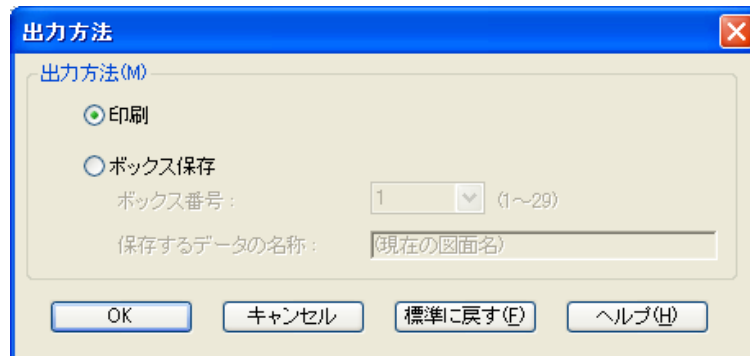 出力方法
出力方法(M)
印刷
ボックス保存
ボックス番号：
1
(1～29)
保存するデータの名称：
(現在の図面名)
OK
キャンセル
標準に戻す(F)
ヘルプ(H)